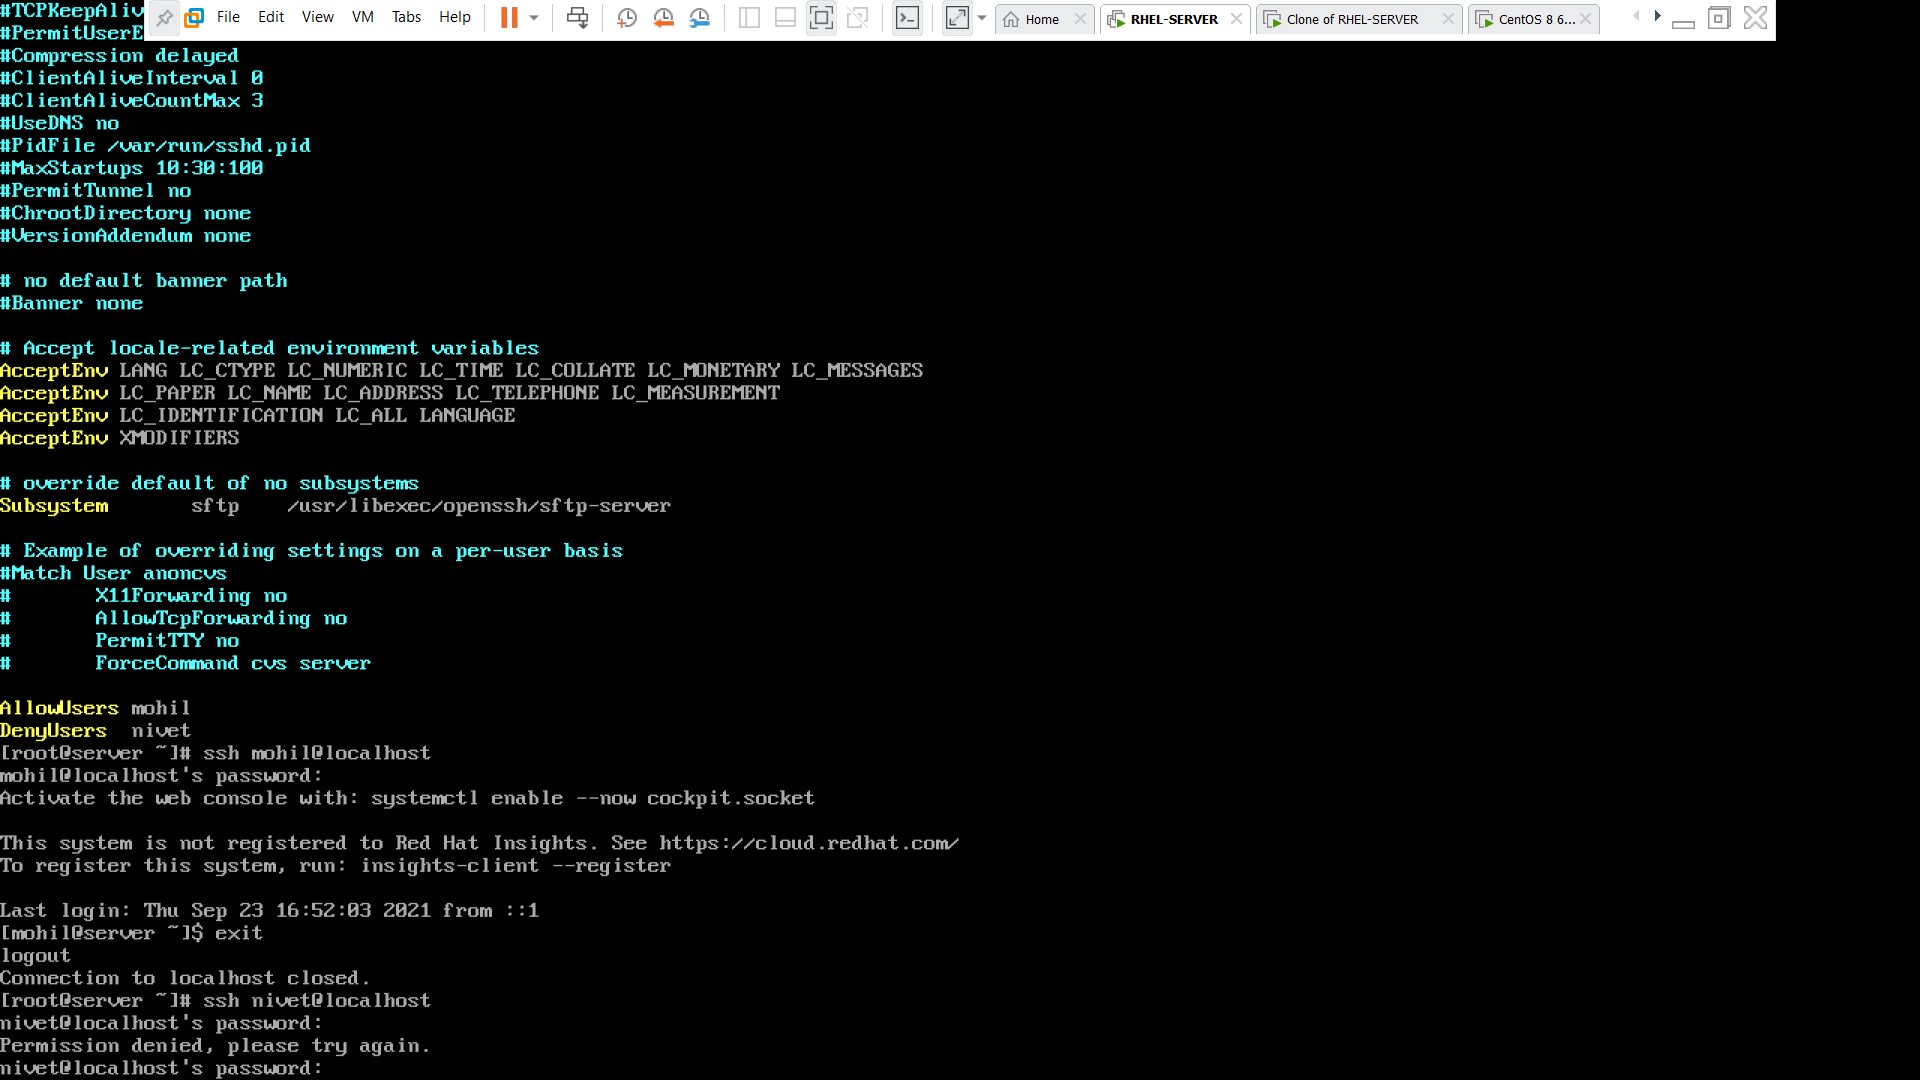 #TCPKeepAliv
File Edit View VM Tabs Help
Home
RHEL-SERVER
Clone of RHEL-SERVER
CentOS 8 6...
#PermitUserE
#Compression delayed
#ClientAliveInterval 0
#ClientAliveCountMax 3
#UseDNS no
#PidFile /var/run/sshd.pid
#MaxStartups 10:30:100
#PermitTunnel no
#ChrootDirectory none
#VersionAddendum none
# no default banner path
#Banner none
# Accept locale-related environment variables
AcceptEnv LANG LC_CTYPE LC_NUMERIC LC_TIME LC_COLLATE LC_MONETARY LC_MESSAGES
AcceptEnv LC_PAPER LC_NAME LC_ADDRESS LC_TELEPHONE LC_MEASUREMENT
AcceptEnv LC_IDENTIFICATION LC_ALL LANGUAGE
AcceptEnv XMODIFIERS
# override default of no subsystems
Subsystem       sftp    /usr/libexec/openssh/sftp-server
# Example of overriding settings on a per-user basis
#Match User anoncvs
#       X11Forwarding no
#       AllowTcpForwarding no
#       PermitTTY no
#       ForceCommand cvs server
AllowUsers mohil
DenyUsers  nivet
[root@server ~]# ssh mohil@localhost
mohil@localhost's password:
Activate the web console with: systemctl enable --now cockpit.socket
This system is not registered to Red Hat Insights. See https://cloud.redhat.com/
To register this system, run: insights-client --register
Last login: Thu Sep 23 16:52:03 2021 from ::1
[mohil@server ~]$ exit
logout
Connection to localhost closed.
[root@server ~]# ssh nivet@localhost
nivet@localhost's password:
Permission denied, please try again.
nivet@localhost's password: